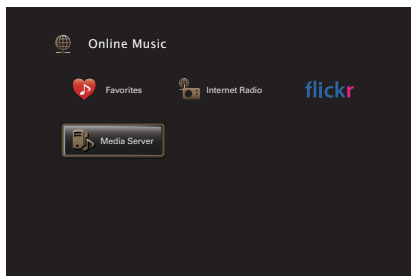 Online Music
Favorites
Internet Radio
flickr
Media Server